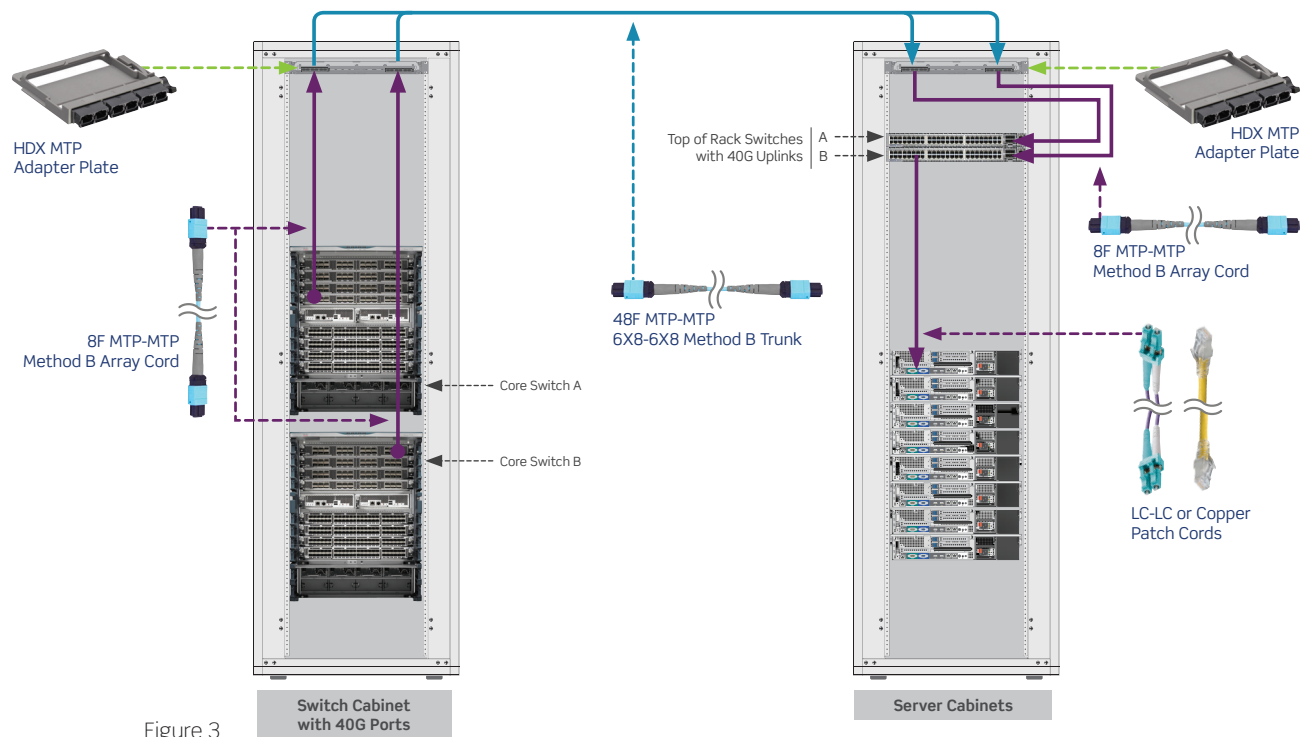 HDX MTP
Adapter Plate
8F MTP-MTP
Method B Array Cord
Core Switch A
Core Switch B
48F MTP-MTP
6X8-6X8 Method B Trunk
Top of Rack Switches
with 40G Uplinks
A
B
HDX MTP
Adapter Plate
8F MTP-MTP
Method B Array Cord
LC-LC or Copper
Patch Cords
Switch Cabinet
with 40G Ports
Server Cabinets
Figure 3